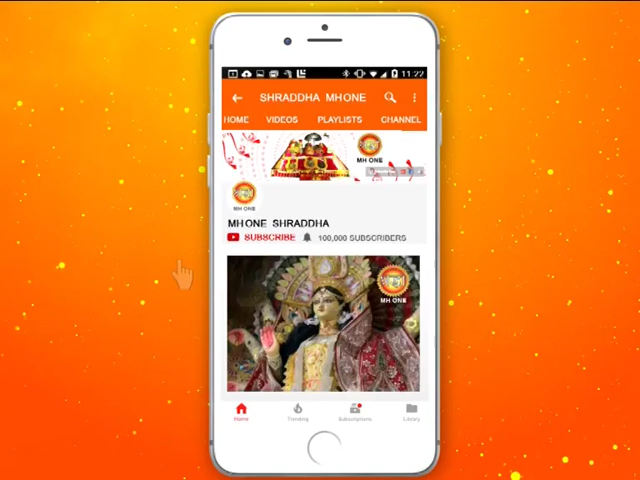 11:22
SHRADDHA MHONE
HOME VIDEOS PLAYLISTS CHANNEL
MH ONE
MH ONE
MHONE SHRADDHA
SUBSCRIBE 100,000 SUBSCRIBERS
MH ONE
Home Trending Subscriptions Library